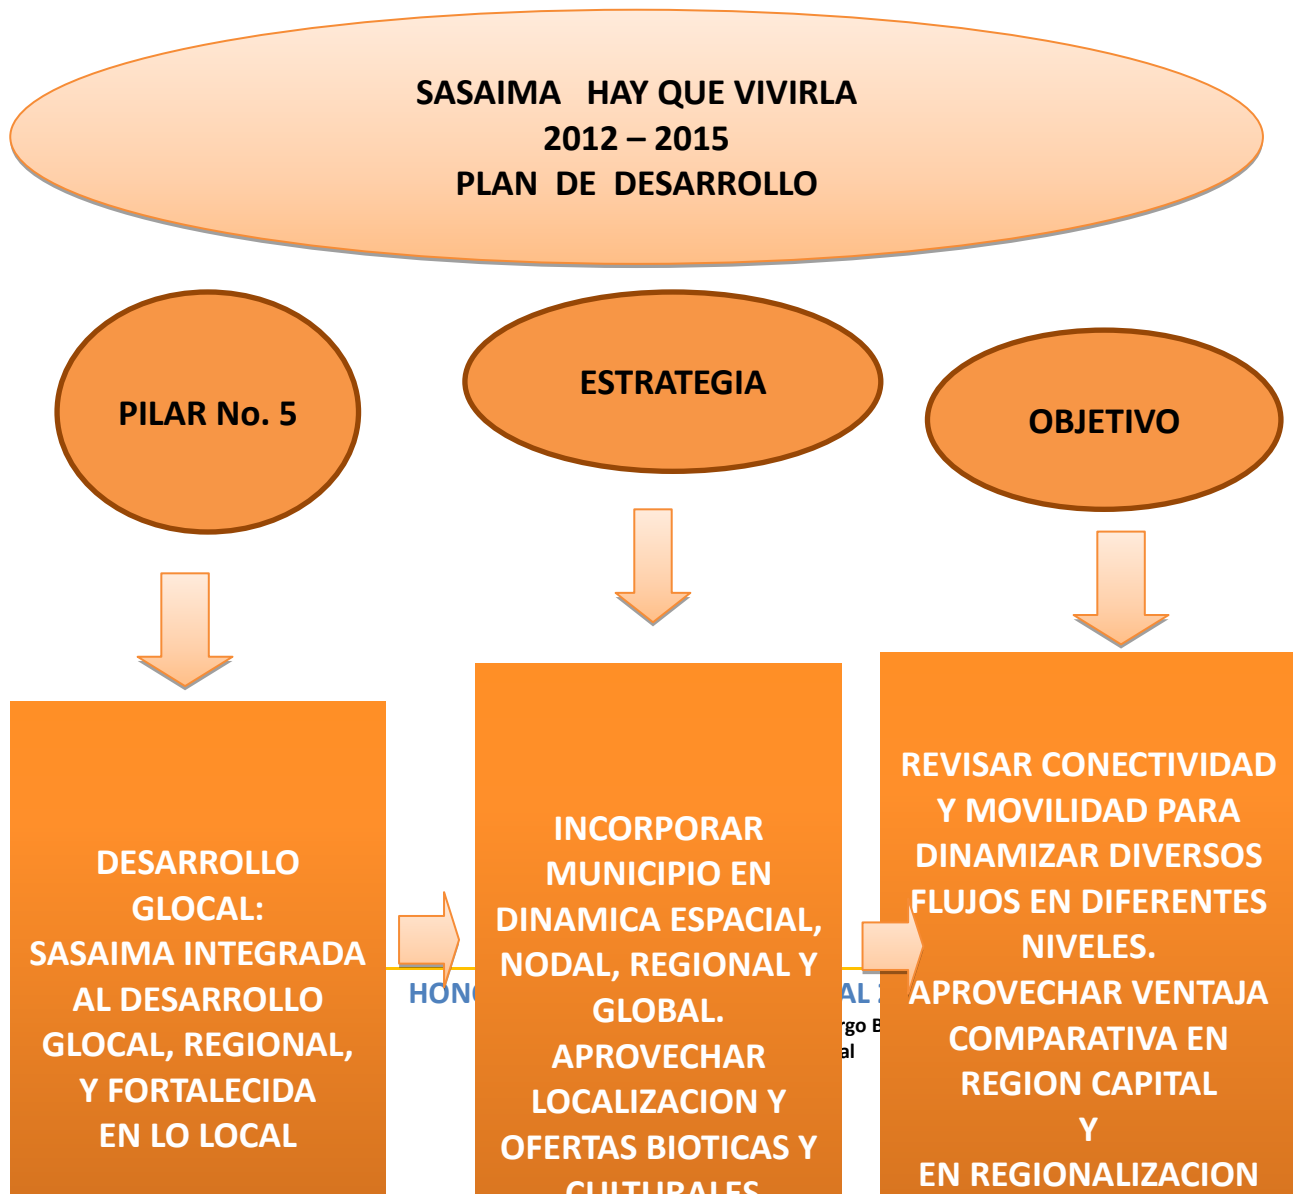 SASAIMA HAY QUE VIVIRLA
2012 – 2015
PLAN DE DESARROLLO
PILAR No. 5
ESTRATEGIA
OBJETIVO
DESARROLLO
GLOCAL:
SASAIMA INTEGRADA
AL DESARROLLO
GLOCAL, REGIONAL,
Y FORTALECIDA
EN LO LOCAL
INCORPORAR
MUNICIPIO EN
DINAMICA ESPACIAL,
NODAL, REGIONAL Y
GLOBAL.
APROVECHAR
LOCALIZACION Y
OFERTAS BIOTICAS Y
CULTURALES
REVISAR CONECTIVIDAD
Y MOVILIDAD PARA
DINAMIZAR DIVERSOS
FLUJOS EN DIFERENTES
NIVELES.
APROVECHAR VENTAJA
COMPARATIVA EN
REGION CAPITAL
Y
EN REGIONALIZACION